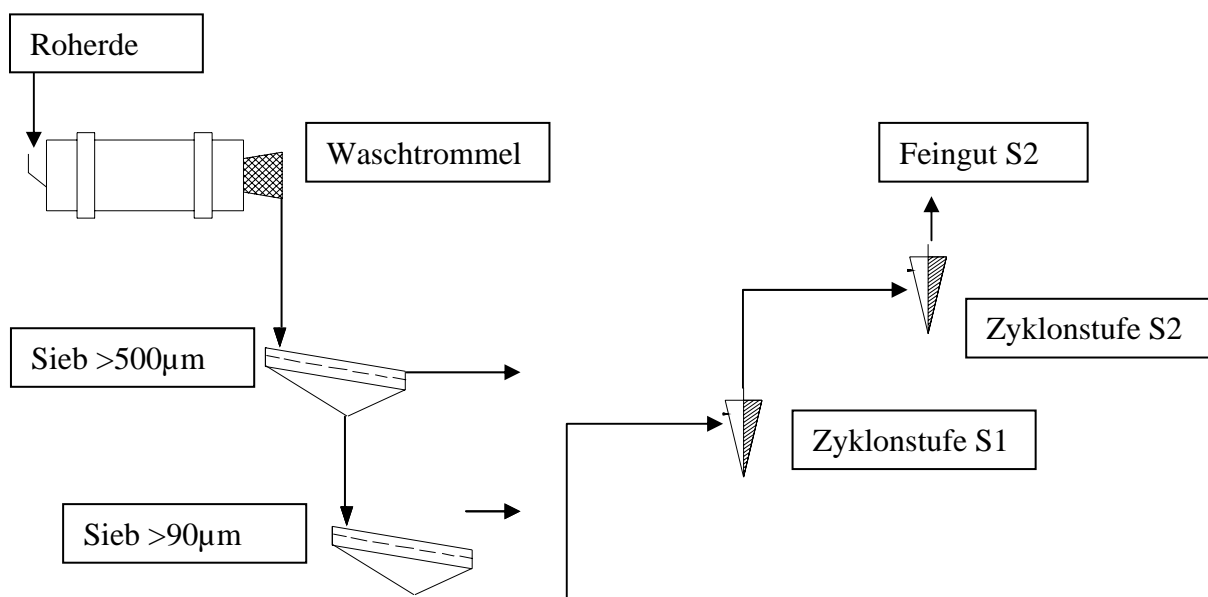 Roherde
Waschtrommel
Feingut S2
Zyklonstufe S2
Sieb >500µm
Zyklonstufe S1
Sieb >90µm